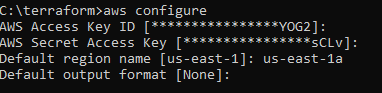 C:\terraform>aws configure
AWS Access Key ID [****************YOG2]:
AWS Secret Access Key [****************sCLv]:
Default region name [us-east-1]: us-east-1a
Default output format [None]: